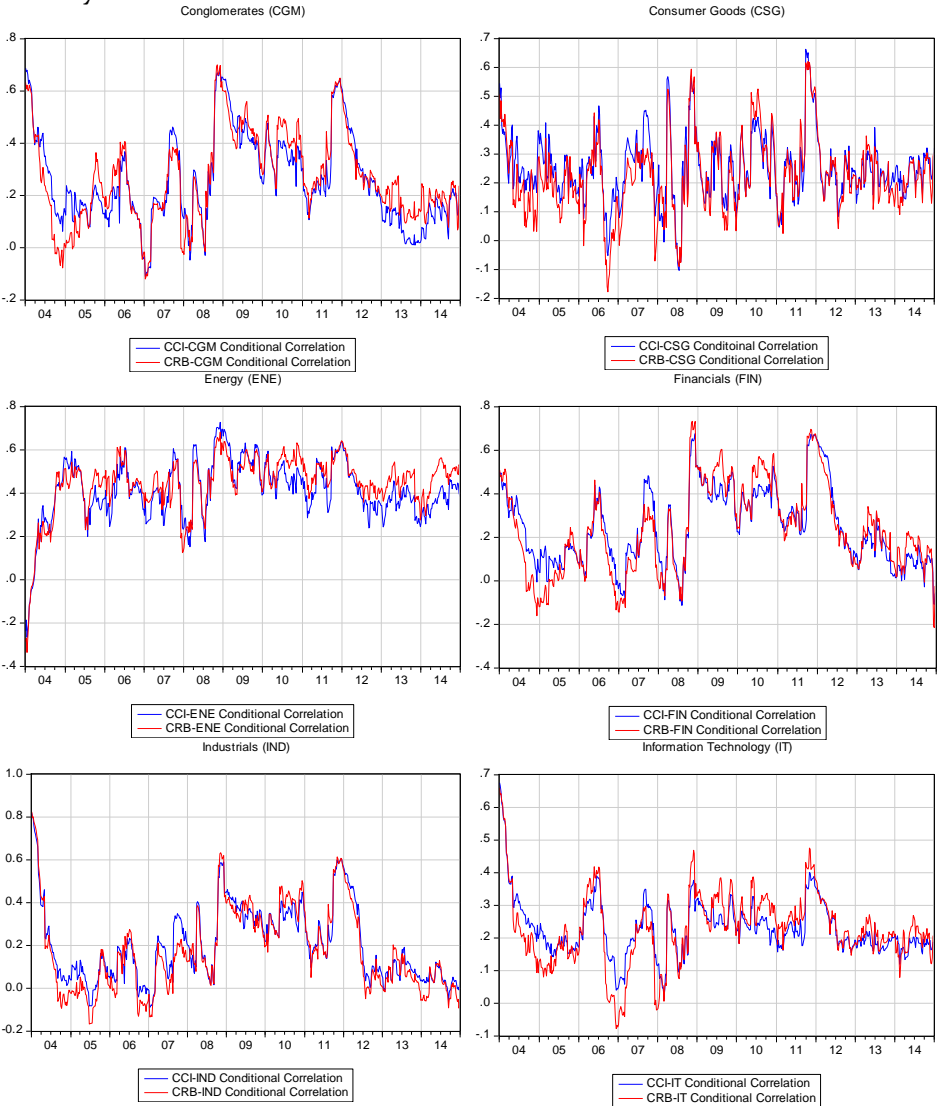 Conglomerates (CGM)
.8
.6
.4
.2
.0
-.2
04 05 06 07 08 09 10 11 12 13 14
CCI-CGM Conditional Correlation
CRB-CGM Conditional Correlation
Consumer Goods (CSG)
.7
.6
.5
.4
.3
.2
.1
.0
-.1
-.2
04 05 06 07 08 09 10 11 12 13 14
CCI-CSG Conditoinal Correlation
CRB-CSG Conditional Correlation
Energy (ENE)
.8
.6
.4
.2
.0
-.2
-.4
04 05 06 07 08 09 10 11 12 13 14
CCI-ENE Conditional Correlation
CRB-ENE Conditional Correlation
Financials (FIN)
.8
.6
.4
.2
.0
-.2
-.4
04 05 06 07 08 09 10 11 12 13 14
CCI-FIN Conditional Correlation
CRB-FIN Conditional Correlation
Industrials (IND)
1.0
0.8
0.6
0.4
0.2
0.0
-0.2
04 05 06 07 08 09 10 11 12 13 14
CCI-IND Conditional Correlation
CRB-IND Conditional Correlation
Information Technology (IT)
.7
.6
.5
.4
.3
.2
.1
.0
-.1
04 05 06 07 08 09 10 11 12 13 14
CCI-IT Conditional Correlation
CRB-IT Conditional Correlation